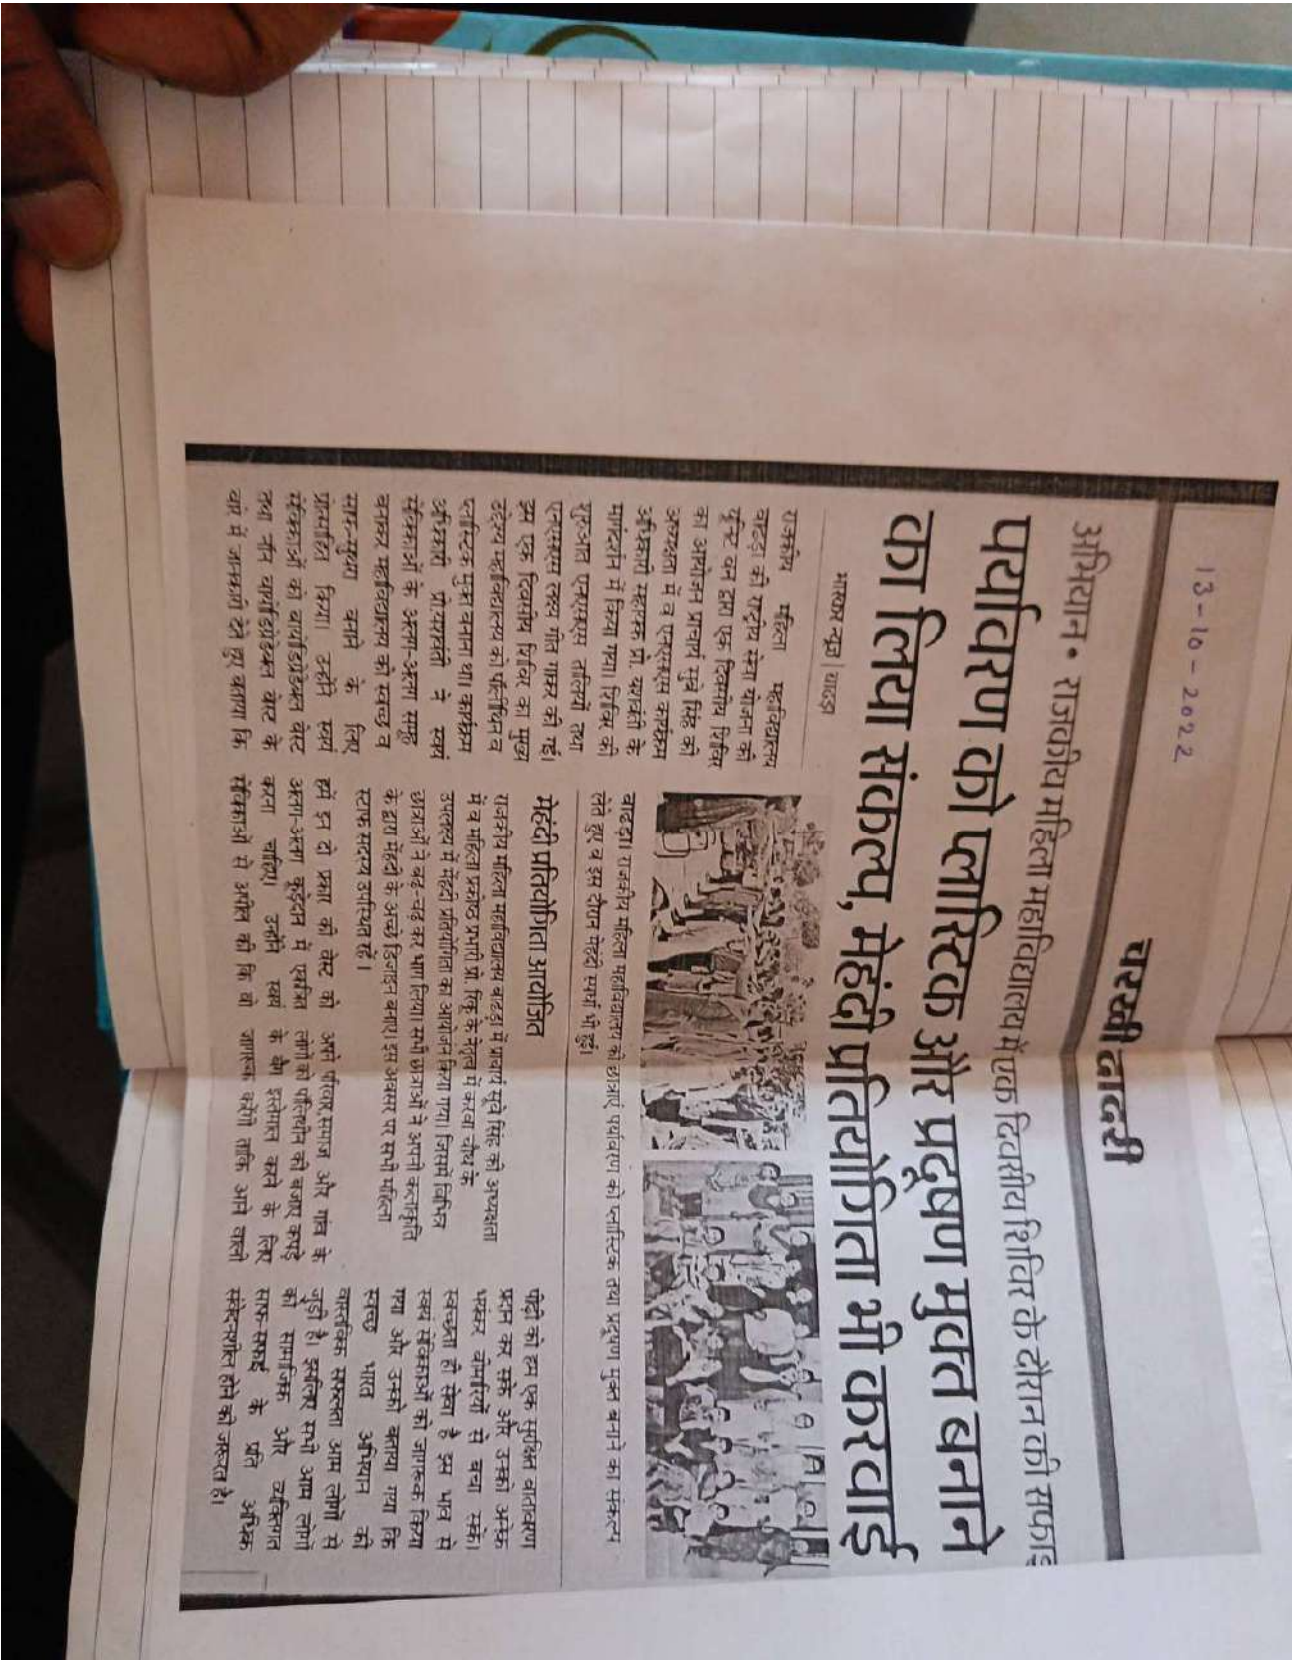 13-10-2022
चरखी दादरी
अभियान • राजकीय महिला महाविद्यालय में एक दिवसीय शिविर के दौरान की सफाई
पर्यावरण को प्लास्टिक और प्रदूषण मुक्त बनाने
का लिया संकल्प, मेहंदी प्रतियोगिता भी करवाई
भास्कर न्यूज | बाढड़ा
राजकीय महिला महाविद्यालय
बाढड़ा की राष्ट्रीय सेवा योजना की
यूनिट वन द्वारा एक दिवसीय शिविर
का आयोजन प्राचार्य सुबे सिंह की
अध्यक्षता में व एनएसएस कार्यक्रम
अधिकारी सहायक प्रो. कलावंती के
मार्गदर्शन में किया गया। शिविर की
शुरुआत एनएसएस तालियों तथा
एनएसएस लक्ष्य गीत गाकर की गई।
इस एक दिवसीय शिविर का मुख्य
उद्देश्य महाविद्यालय को पॉलिथिन व
प्लास्टिक मुक्त बनाना था। कार्यक्रम
अधिकारी प्रो. ने स्वयं
सेविकाओं के अलग-अलग समूह
बनाकर महाविद्यालय को स्वच्छ व
साफ-सुथरा बनाने के लिए
प्रोत्साहित किया। उन्होंने स्वयं
सेविकाओं को बायोडिग्रेडेबल वेस्ट
तथा नॉन बायोडिग्रेडेबल वेस्ट के
बारे में जानकारी देते हुए बताया कि
बाढड़ा। राजकीय महिला महाविद्यालय की छात्राएं पर्यावरण को प्लास्टिक तथा प्रदूषण मुक्त बनाने का संकल्प
लेते हुए व इस दौरान मेहंदी स्पर्धा भी हुई।
मेहंदी प्रतियोगिता आयोजित
राजकीय महिला महाविद्यालय बाढड़ा में प्राचार्य सुबे सिंह की अध्यक्षता
में व महिला प्रकोष्ठ प्रभारी प्रो. रिंकू के नेतृत्व में करवा चौथ के
उपलक्ष्य में मेहंदी प्रतियोगिता का आयोजन किया गया। जिसमें विभिन्न
छात्राओं ने बढ़-चढ़ कर भाग लिया। सभी छात्राओं ने अपनी कलाकृति
के द्वारा मेहंदी के अच्छे डिजाइन बनाए। इस अवसर पर सभी महिला
स्टाफ सदस्य उपस्थित रहे।
हमें इन दो प्रकार की वेस्ट को
अलग-अलग कूड़ेदान में एकत्रित
करना चाहिए। उन्होंने स्वयं
सेविकाओं से अपील की कि वो
अपने परिवार, समाज और गांव के
लोगों को पॉलिथीन की बजाए कपड़े
के बैग इस्तेमाल करने के लिए
जागरूक करेंगी ताकि आने वाली
पीढ़ी को हम एक सुरक्षित वातावरण
प्रदान कर सकें और उनको अनेक
भयंकर बीमारियों से बचा सकें।
स्वच्छता ही सेवा है इस भाव से
स्वयं सेविकाओं को जागरूक किया
गया और उनको बताया गया कि
स्वच्छ भारत अभियान की
वास्तविक सफलता आम लोगों से
जुड़ी है। इसलिए सभी आम लोगों
को सामाजिक और व्यक्तिगत
साफ-सफाई के प्रति अधिक
संवेदनशील होने की जरूरत है।